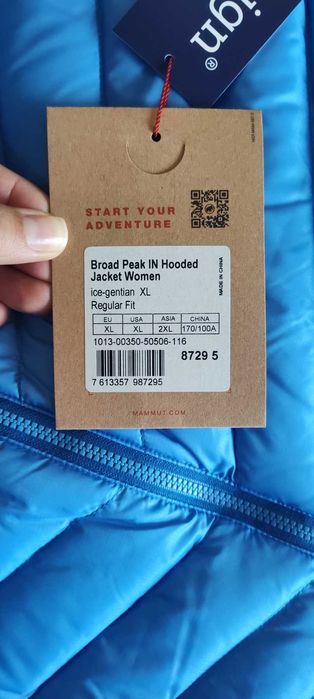 ign®
START YOUR
ADVENTURE
Broad Peak IN Hooded
Jacket Women
ice-gentian XL
Regular Fit
EU USA ASIA CHINA
XL XL 2XL 170/100A
1013-00350-50506-116
8729 5
7 613357 987295
MADE IN CHINA
MAMMUT.COM